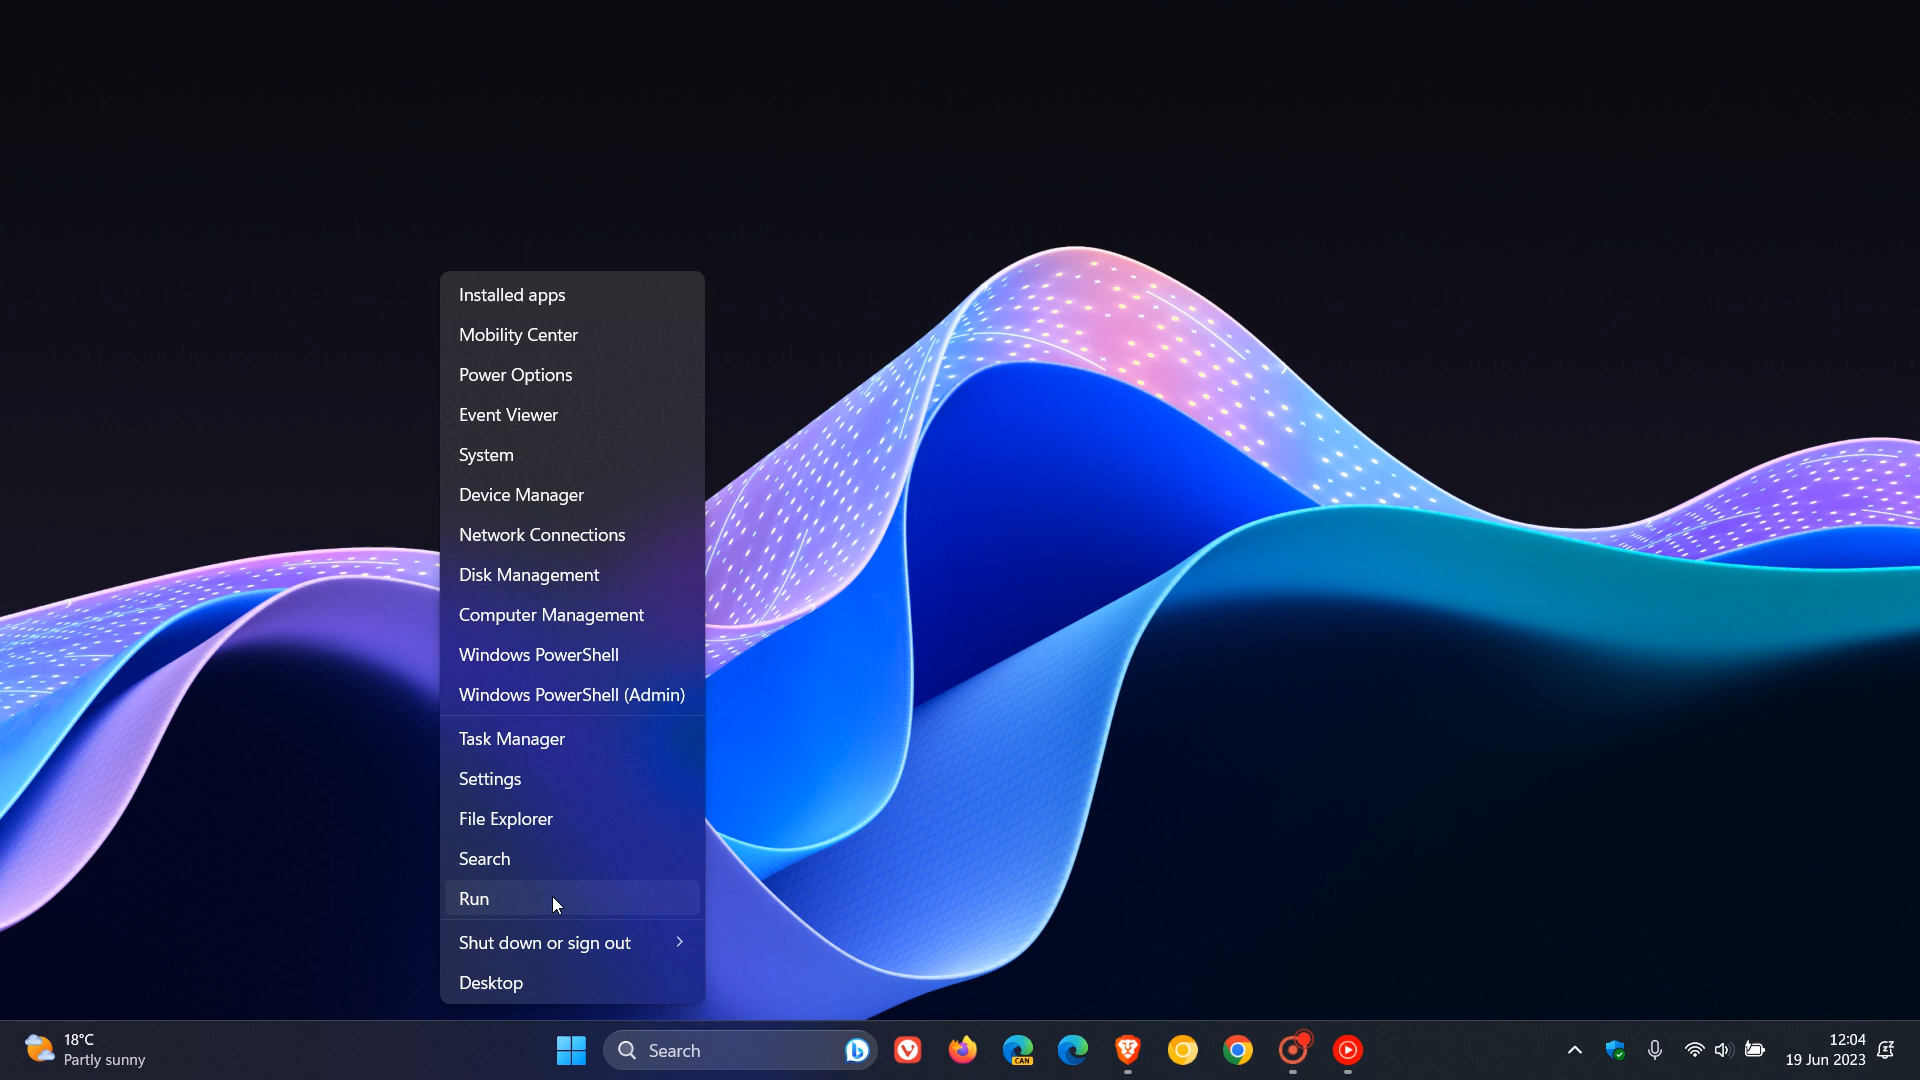 Installed apps
Mobility Center
Power Options
Event Viewer
System
Device Manager
Network Connections
Disk Management
Computer Management
Windows PowerShell
Windows PowerShell (Admin)
Task Manager
Settings
File Explorer
Search
Run
Shut down or sign out
Desktop
18°C
Partly sunny
Search
CAN
12:04
19 Jun 2023